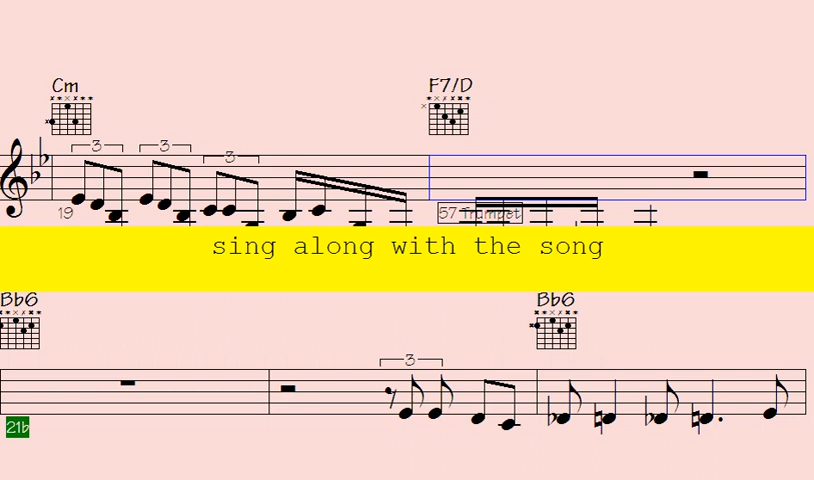 Cm F7/D
3 3 3
19 57 Trumpet
sing along with the song
Bb6 Bb6
3
21b